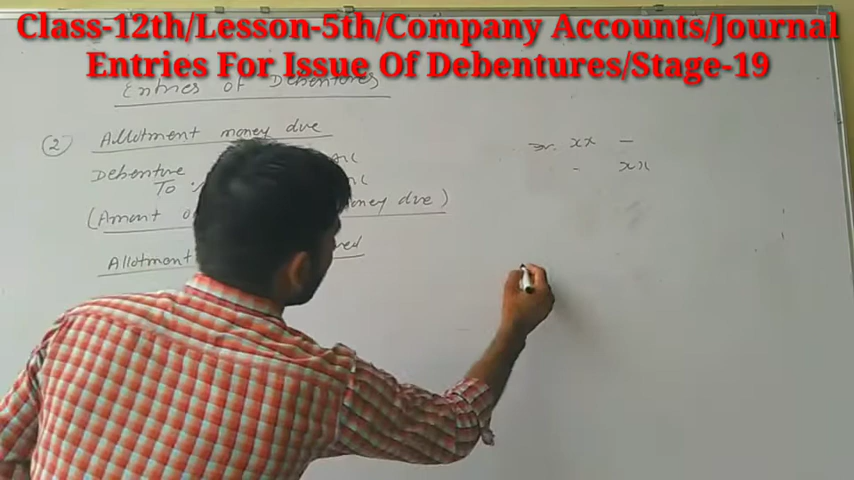 Class-12th/Lesson-5th/Company Accounts/Journal
Entries For Issue Of Debentures/Stage-19
Entries of Debentures
② Allotment money due
Debenture A/c Dr. xx —
To % - xx
(Amount money due)
Allotment